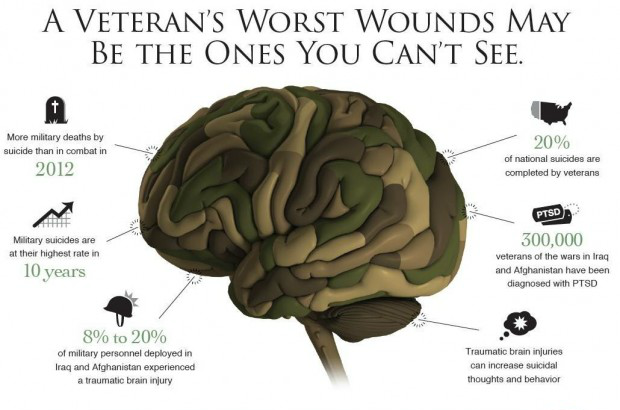 A VETERAN'S WORST WOUNDS MAY
BE THE ONES YOU CAN'T SEE.
More military deaths by
suicide than in combat in
2012
Military suicides are
at their highest rate in
10 years
8% to 20%
of military personnel deployed in
Iraq and Afghanistan experienced
a traumatic brain injury
20%
of national suicides are
completed by veterans
PTSD
300,000
veterans of the wars in Iraq
and Afghanistan have been
diagnosed with PTSD
Traumatic brain injuries
can increase suicidal
thoughts and behavior